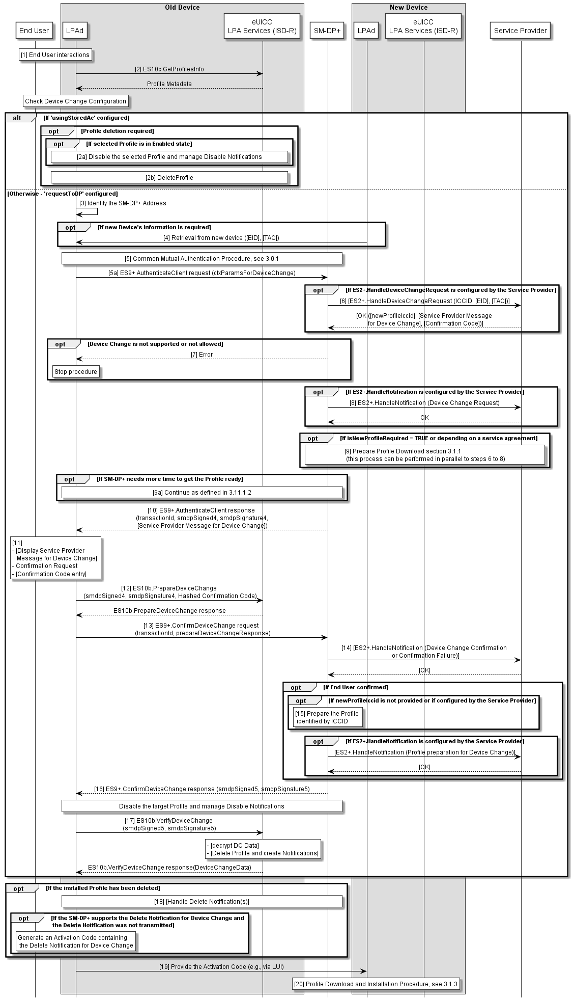 Old Device
New Device
End User
LPAd
eUICC
LPA Services (ISD-R)
SM-DP+
LPAd
eUICC
LPA Services (ISD-R)
Service Provider
[1] End User interactions
[2] ES10c.GetProfilesInfo
Profile Metadata
Check Device Change Configuration
alt [If 'usingStoredAc' configured]
opt [Profile deletion required]
opt [If selected Profile is in Enabled state]
[2a] Disable the selected Profile and manage Disable Notifications
[2b] DeleteProfile
[Otherwise - 'requestToDP' configured]
[3] Identify the SM-DP+ Address
opt [If new Device's information is required]
[4] Retrieval from new device ([EID], [TAC])
[5] Common Mutual Authentication Procedure, see 3.0.1
[5a] ES9+.AuthenticateClient request (ctxParamsForDeviceChange)
opt [If ES2+.HandleDeviceChangeRequest is configured by the Service Provider]
[6] [ES2+.HandleDeviceChangeRequest (ICCID, [EID], [TAC])]
[OK ([newProfileIccid], [Service Provider Message
for Device Change], [Confirmation Code])]
opt [Device Change is not supported or not allowed]
[7] Error
Stop procedure
opt [If ES2+.HandleNotification is configured by the Service Provider]
[8] ES2+.HandleNotification (Device Change Request)
OK
opt [If isNewProfileRequired = TRUE or depending on a service agreement]
[9] Prepare Profile Download section 3.1.1
(this process can be performed in parallel to steps 6 to 8)
opt [If SM-DP+ needs more time to get the Profile ready]
[9a] Continue as defined in 3.11.1.2
[10] ES9+.AuthenticateClient response
(transactionId, smdpSigned4, smdpSignature4,
[Service Provider Message for Device Change])
[11]
- [Display Service Provider
Message for Device Change]
- Confirmation Request
- [Confirmation Code entry]
[12] ES10b.PrepareDeviceChange
(smdpSigned4, smdpSignature4, Hashed Confirmation Code)
ES10b.PrepareDeviceChange response
[13] ES9+.ConfirmDeviceChange request
(transactionId, prepareDeviceChangeResponse)
[14] [ES2+.HandleNotification (Device Change Confirmation
or Confirmation Failure)]
[OK]
opt [If End User confirmed]
opt [If newProfileIccid is not provided or if configured by the Service Provider]
[15] Prepare the Profile
identified by ICCID
opt [If ES2+.HandleNotification is configured by the Service Provider]
[ES2+.HandleNotification (Profile preparation for Device Change)]
[OK]
[16] ES9+.ConfirmDeviceChange response (smdpSigned5, smdpSignature5)
Disable the target Profile and manage Disable Notifications
[17] ES10b.VerifyDeviceChange
(smdpSigned5, smdpSignature5)
- [decrypt DC Data]
- [Delete Profile and create Notifications]
ES10b.VerifyDeviceChange response(DeviceChangeData)
opt [If the installed Profile has been deleted]
[18] [Handle Delete Notification(s)]
opt [If the SM-DP+ supports the Delete Notification for Device Change and
the Delete Notification was not transmitted]
Generate an Activation Code containing
the Delete Notification for Device Change
[19] Provide the Activation Code (e.g., via LUI)
[20] Profile Download and Installation Procedure, see 3.1.3